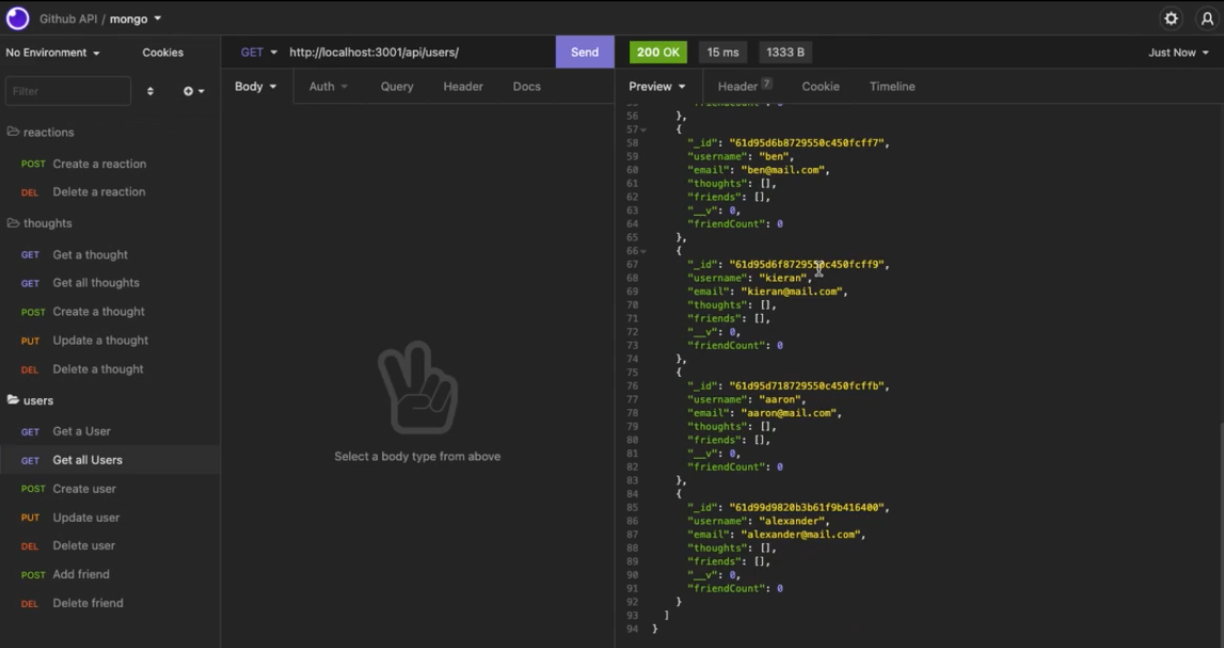 Github API / mongo
No Environment
Cookies
Filter
reactions
POST Create a reaction
DEL Delete a reaction
thoughts
GET Get a thought
GET Get all thoughts
POST Create a thought
PUT Update a thought
DEL Delete a thought
users
GET Get a User
GET Get all Users
POST Create user
PUT Update user
DEL Delete user
POST Add friend
DEL Delete friend
GET http://localhost:3001/api/users/ Send
Body Auth Query Header Docs
Select a body type from above
200 OK 15 ms 1333 B Just Now
Preview Header 7 Cookie Timeline
56 },
57 {
58 "_id": "61d95d6b8729550c450fcff7",
59 "username": "ben",
60 "email": "ben@mail.com",
61 "thoughts": [],
62 "friends": [],
63 "__v": 0,
64 "friendCount": 0
65 },
66 {
67 "_id": "61d95d6f8729550c450fcff9",
68 "username": "kieran",
69 "email": "kieran@mail.com",
70 "thoughts": [],
71 "friends": [],
72 "__v": 0,
73 "friendCount": 0
74 },
75 {
76 "_id": "61d95d718729550c450fcffb",
77 "username": "aaron",
78 "email": "aaron@mail.com",
79 "thoughts": [],
80 "friends": [],
81 "__v": 0,
82 "friendCount": 0
83 },
84 {
85 "_id": "61d99d9820b3b61f9b416400",
86 "username": "alexander",
87 "email": "alexander@mail.com",
88 "thoughts": [],
89 "friends": [],
90 "__v": 0,
91 "friendCount": 0
92 }
93 ]
94 }